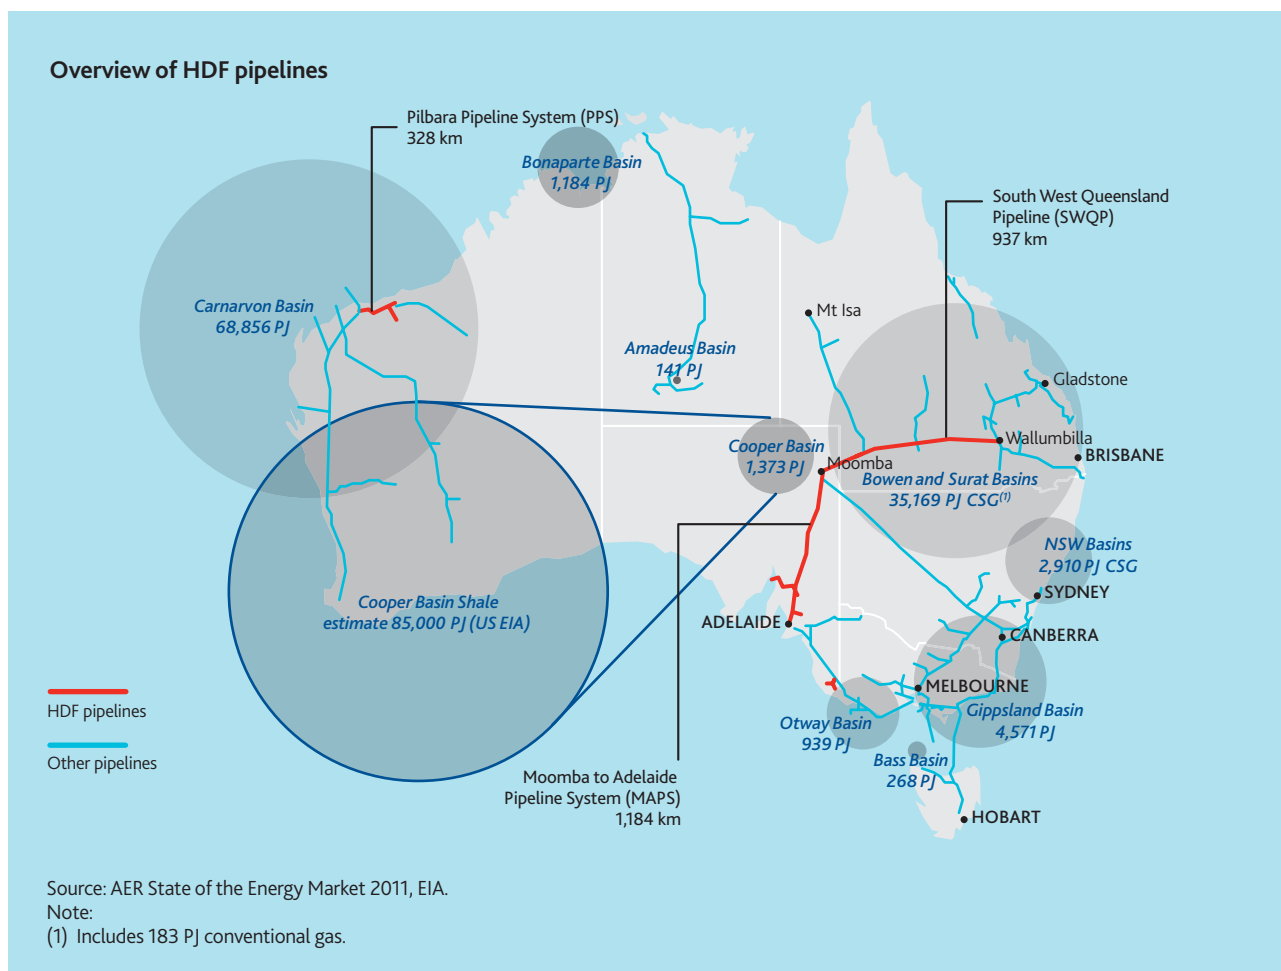 Overview of HDF pipelines
Pilbara Pipeline System (PPS)
328 km
Bonaparte Basin
1,184 PJ
South West Queensland
Pipeline (SWQP)
937 km
Carnarvon Basin
68,856 PJ
Mt Isa
Amadeus Basin
141 PJ
Gladstone
Cooper Basin
1,373 PJ
Wallumbilla
BRISBANE
Moomba
Bowen and Surat Basins
35,169 PJ CSG(1)
NSW Basins
2,910 PJ CSG
SYDNEY
Cooper Basin Shale
estimate 85,000 PJ (US EIA)
ADELAIDE
CANBERRA
MELBOURNE
HDF pipelines
Gippsland Basin
4,571 PJ
Otway Basin
939 PJ
Other pipelines
Bass Basin
268 PJ
Moomba to Adelaide
Pipeline System (MAPS)
1,184 km
HOBART
Source: AER State of the Energy Market 2011, EIA.
Note:
(1) Includes 183 PJ conventional gas.